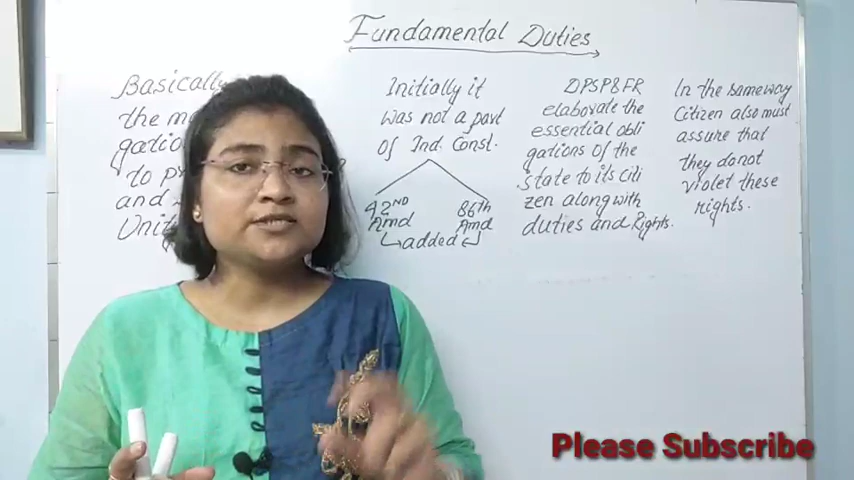 Fundamental Duties
Basically
the
gation
to
and
Unit
Initially it
was not a part
of Ind. Const.
42ND Amd
86th Amd
added
DPSP & FR
elaborate the
essential obli
gations of the
state to its citi
zen along with
duties and Rights.
In the same way
Citizen also must
assure that
they do not
violet these
rights.
Please Subscribe